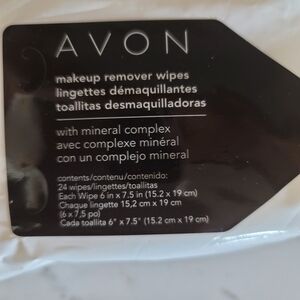 AVON
makeup remover wipes
lingettes démaquillantes
toallitas desmaquilladoras
with mineral complex
avec complexe minéral
con un complejo mineral
contents/contenu/contenido:
24 wipes/lingettes/toallitas
Each Wipe 6 in x 7.5 in (15.2 x 19 cm)
Chaque lingette 15,2 cm x 19 cm
(6 x 7,5 po)
Cada toallita 6" x 7.5" (15.2 cm x 19 cm)